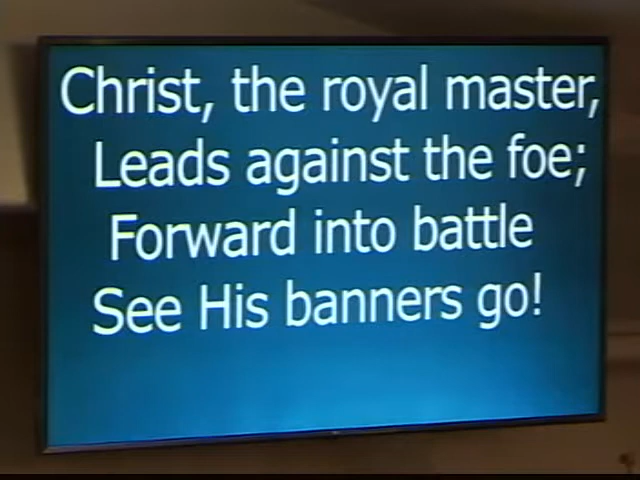 Christ, the royal master,
Leads against the foe;
Forward into battle
See His banners go!